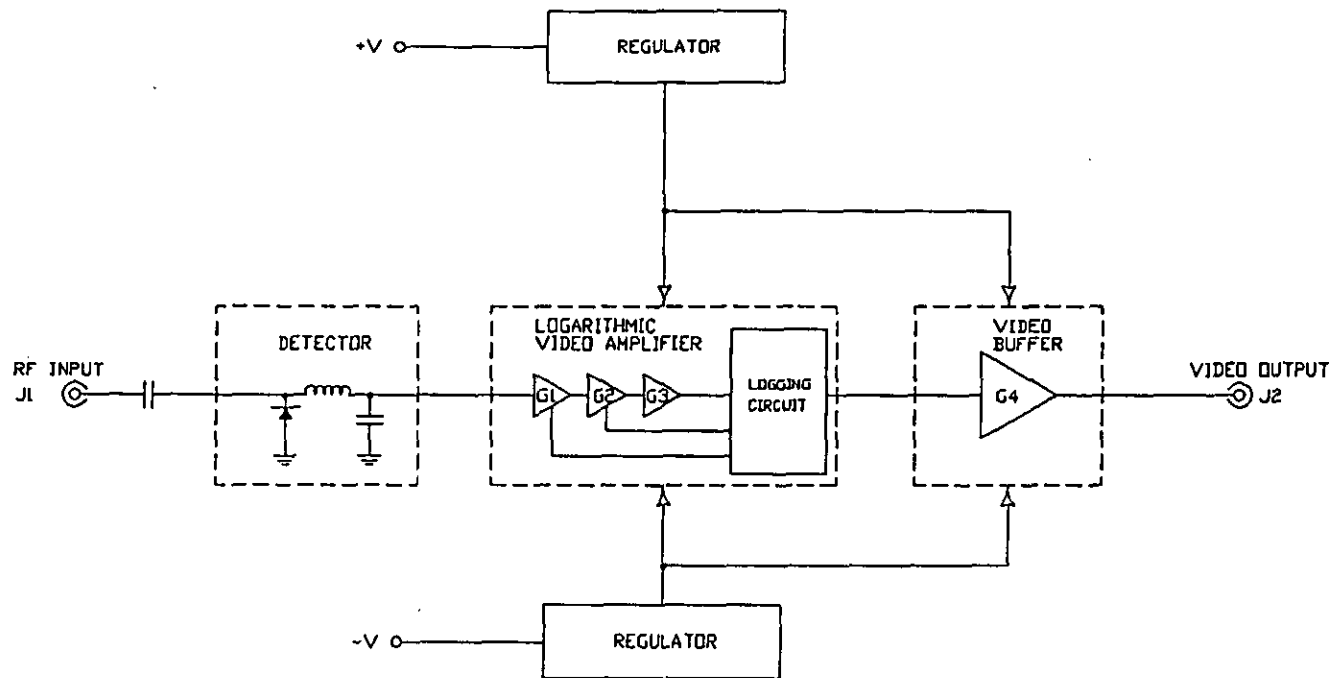 +V
REGULATOR
DETECTOR
LOGARITHMIC
VIDEO AMPLIFIER
VIDEO
BUFFER
RF INPUT
J1
G1
G2
G3
LOGGING
CIRCUIT
G4
VIDEO OUTPUT
J2
-V
REGULATOR